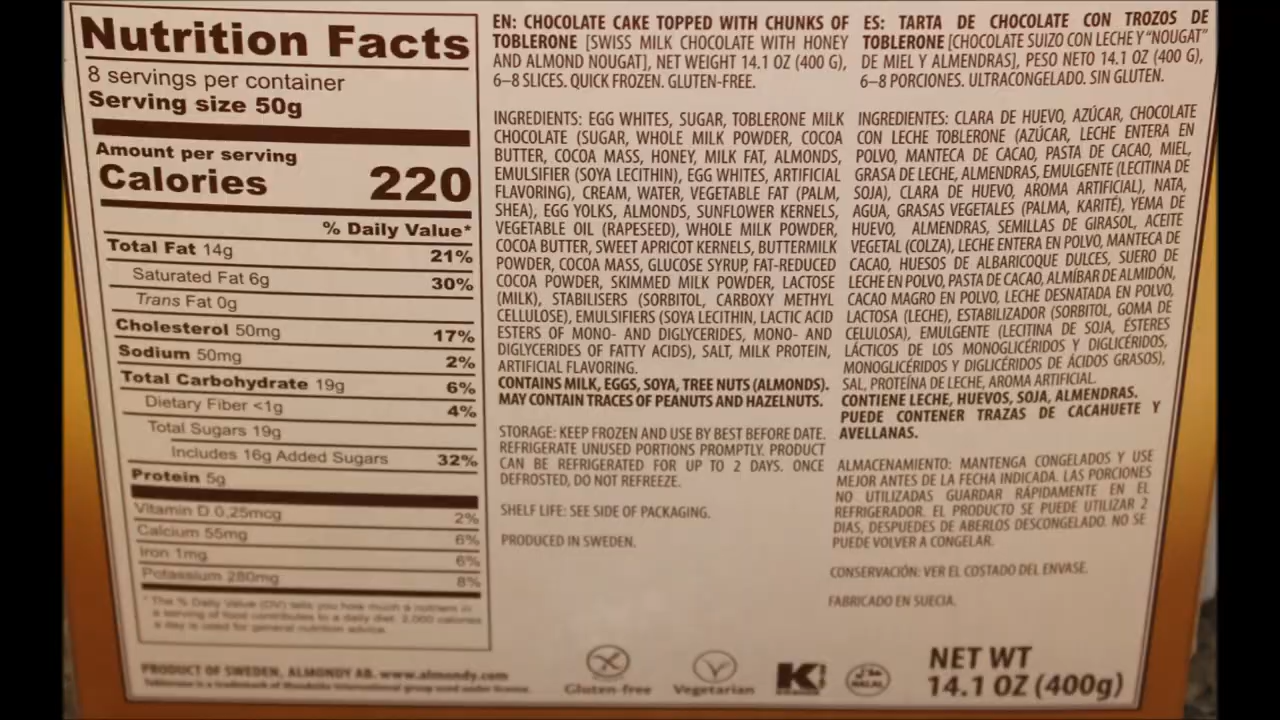 Nutrition Facts
8 servings per container
Serving size 50g
Amount per serving
Calories 220
% Daily Value*
Total Fat 14g 21%
Saturated Fat 6g 30%
Trans Fat 0g
Cholesterol 50mg 17%
Sodium 50mg 2%
Total Carbohydrate 19g 6%
Dietary Fiber <1g 4%
Total Sugars 19g
Includes 16g Added Sugars 32%
Protein 5g
Vitamin D 0,25mcg 2%
Calcium 55mg 6%
Iron 1mg 6%
Potassium 280mg 8%
* The % Daily Value (DV) tells you how much a nutrient in
a serving of food contributes to a daily diet. 2,000 calories
a day is used for general nutrition advice.
PRODUCT OF SWEDEN, ALMONDY AB. www.almondy.com
Toblerone is a trademark of Mondelez International group used under license.
EN: CHOCOLATE CAKE TOPPED WITH CHUNKS OF
TOBLERONE [SWISS MILK CHOCOLATE WITH HONEY
AND ALMOND NOUGAT], NET WEIGHT 14.1 OZ (400 G),
6–8 SLICES. QUICK FROZEN. GLUTEN-FREE.
INGREDIENTS: EGG WHITES, SUGAR, TOBLERONE MILK
CHOCOLATE (SUGAR, WHOLE MILK POWDER, COCOA
BUTTER, COCOA MASS, HONEY, MILK FAT, ALMONDS,
EMULSIFIER (SOYA LECITHIN), EGG WHITES, ARTIFICIAL
FLAVORING), CREAM, WATER, VEGETABLE FAT (PALM,
SHEA), EGG YOLKS, ALMONDS, SUNFLOWER KERNELS,
VEGETABLE OIL (RAPESEED), WHOLE MILK POWDER,
COCOA BUTTER, SWEET APRICOT KERNELS, BUTTERMILK
POWDER, COCOA MASS, GLUCOSE SYRUP, FAT-REDUCED
COCOA POWDER, SKIMMED MILK POWDER, LACTOSE
(MILK), STABILISERS (SORBITOL, CARBOXY METHYL
CELLULOSE), EMULSIFIERS (SOYA LECITHIN, LACTIC ACID
ESTERS OF MONO- AND DIGLYCERIDES, MONO- AND
DIGLYCERIDES OF FATTY ACIDS), SALT, MILK PROTEIN,
ARTIFICIAL FLAVORING.
CONTAINS MILK, EGGS, SOYA, TREE NUTS (ALMONDS).
MAY CONTAIN TRACES OF PEANUTS AND HAZELNUTS.
STORAGE: KEEP FROZEN AND USE BY BEST BEFORE DATE.
REFRIGERATE UNUSED PORTIONS PROMPTLY. PRODUCT
CAN BE REFRIGERATED FOR UP TO 2 DAYS. ONCE
DEFROSTED, DO NOT REFREEZE.
SHELF LIFE: SEE SIDE OF PACKAGING.
PRODUCED IN SWEDEN.
ES: TARTA DE CHOCOLATE CON TROZOS DE
TOBLERONE [CHOCOLATE SUIZO CON LECHE Y “NOUGAT”
DE MIEL Y ALMENDRAS], PESO NETO 14.1 OZ (400 G),
6–8 PORCIONES. ULTRACONGELADO. SIN GLUTEN.
INGREDIENTES: CLARA DE HUEVO, AZÚCAR, CHOCOLATE
CON LECHE TOBLERONE (AZÚCAR, LECHE ENTERA EN
POLVO, MANTECA DE CACAO, PASTA DE CACAO, MIEL,
GRASA DE LECHE, ALMENDRAS, EMULGENTE (LECITINA DE
SOJA), CLARA DE HUEVO, AROMA ARTIFICIAL), NATA,
AGUA, GRASAS VEGETALES (PALMA, KARITÉ), YEMA DE
HUEVO, ALMENDRAS, SEMILLAS DE GIRASOL, ACEITE
VEGETAL (COLZA), LECHE ENTERA EN POLVO, MANTECA DE
CACAO, HUESOS DE ALBARICOQUE DULCES, SUERO DE
LECHE EN POLVO, PASTA DE CACAO, ALMÍBAR DE ALMIDÓN,
CACAO MAGRO EN POLVO, LECHE DESNATADA EN POLVO,
LACTOSA (LECHE), ESTABILIZADOR (SORBITOL, GOMA DE
CELULOSA), EMULGENTE (LECITINA DE SOJA, ÉSTERES
LÁCTICOS DE LOS MONOGLICÉRIDOS Y DIGLICÉRIDOS,
MONOGLICÉRIDOS Y DIGLICÉRIDOS DE ÁCIDOS GRASOS),
SAL, PROTEÍNA DE LECHE, AROMA ARTIFICIAL.
CONTIENE LECHE, HUEVOS, SOJA, ALMENDRAS.
PUEDE CONTENER TRAZAS DE CACAHUETE Y
AVELLANAS.
ALMACENAMIENTO: MANTENGA CONGELADOS Y USE
MEJOR ANTES DE LA FECHA INDICADA. LAS PORCIONES
NO UTILIZADAS GUARDAR RÁPIDAMENTE EN EL
REFRIGERADOR. EL PRODUCTO SE PUEDE UTILIZAR 2
DIAS, DESPUEDES DE ABERLOS DESCONGELADO. NO SE
PUEDE VOLVER A CONGELAR.
CONSERVACIÓN: VER EL COSTADO DEL ENVASE.
FABRICADO EN SUECIA.
Gluten-free
Vegetarian
K
HALAL
NET WT
14.1 OZ (400g)